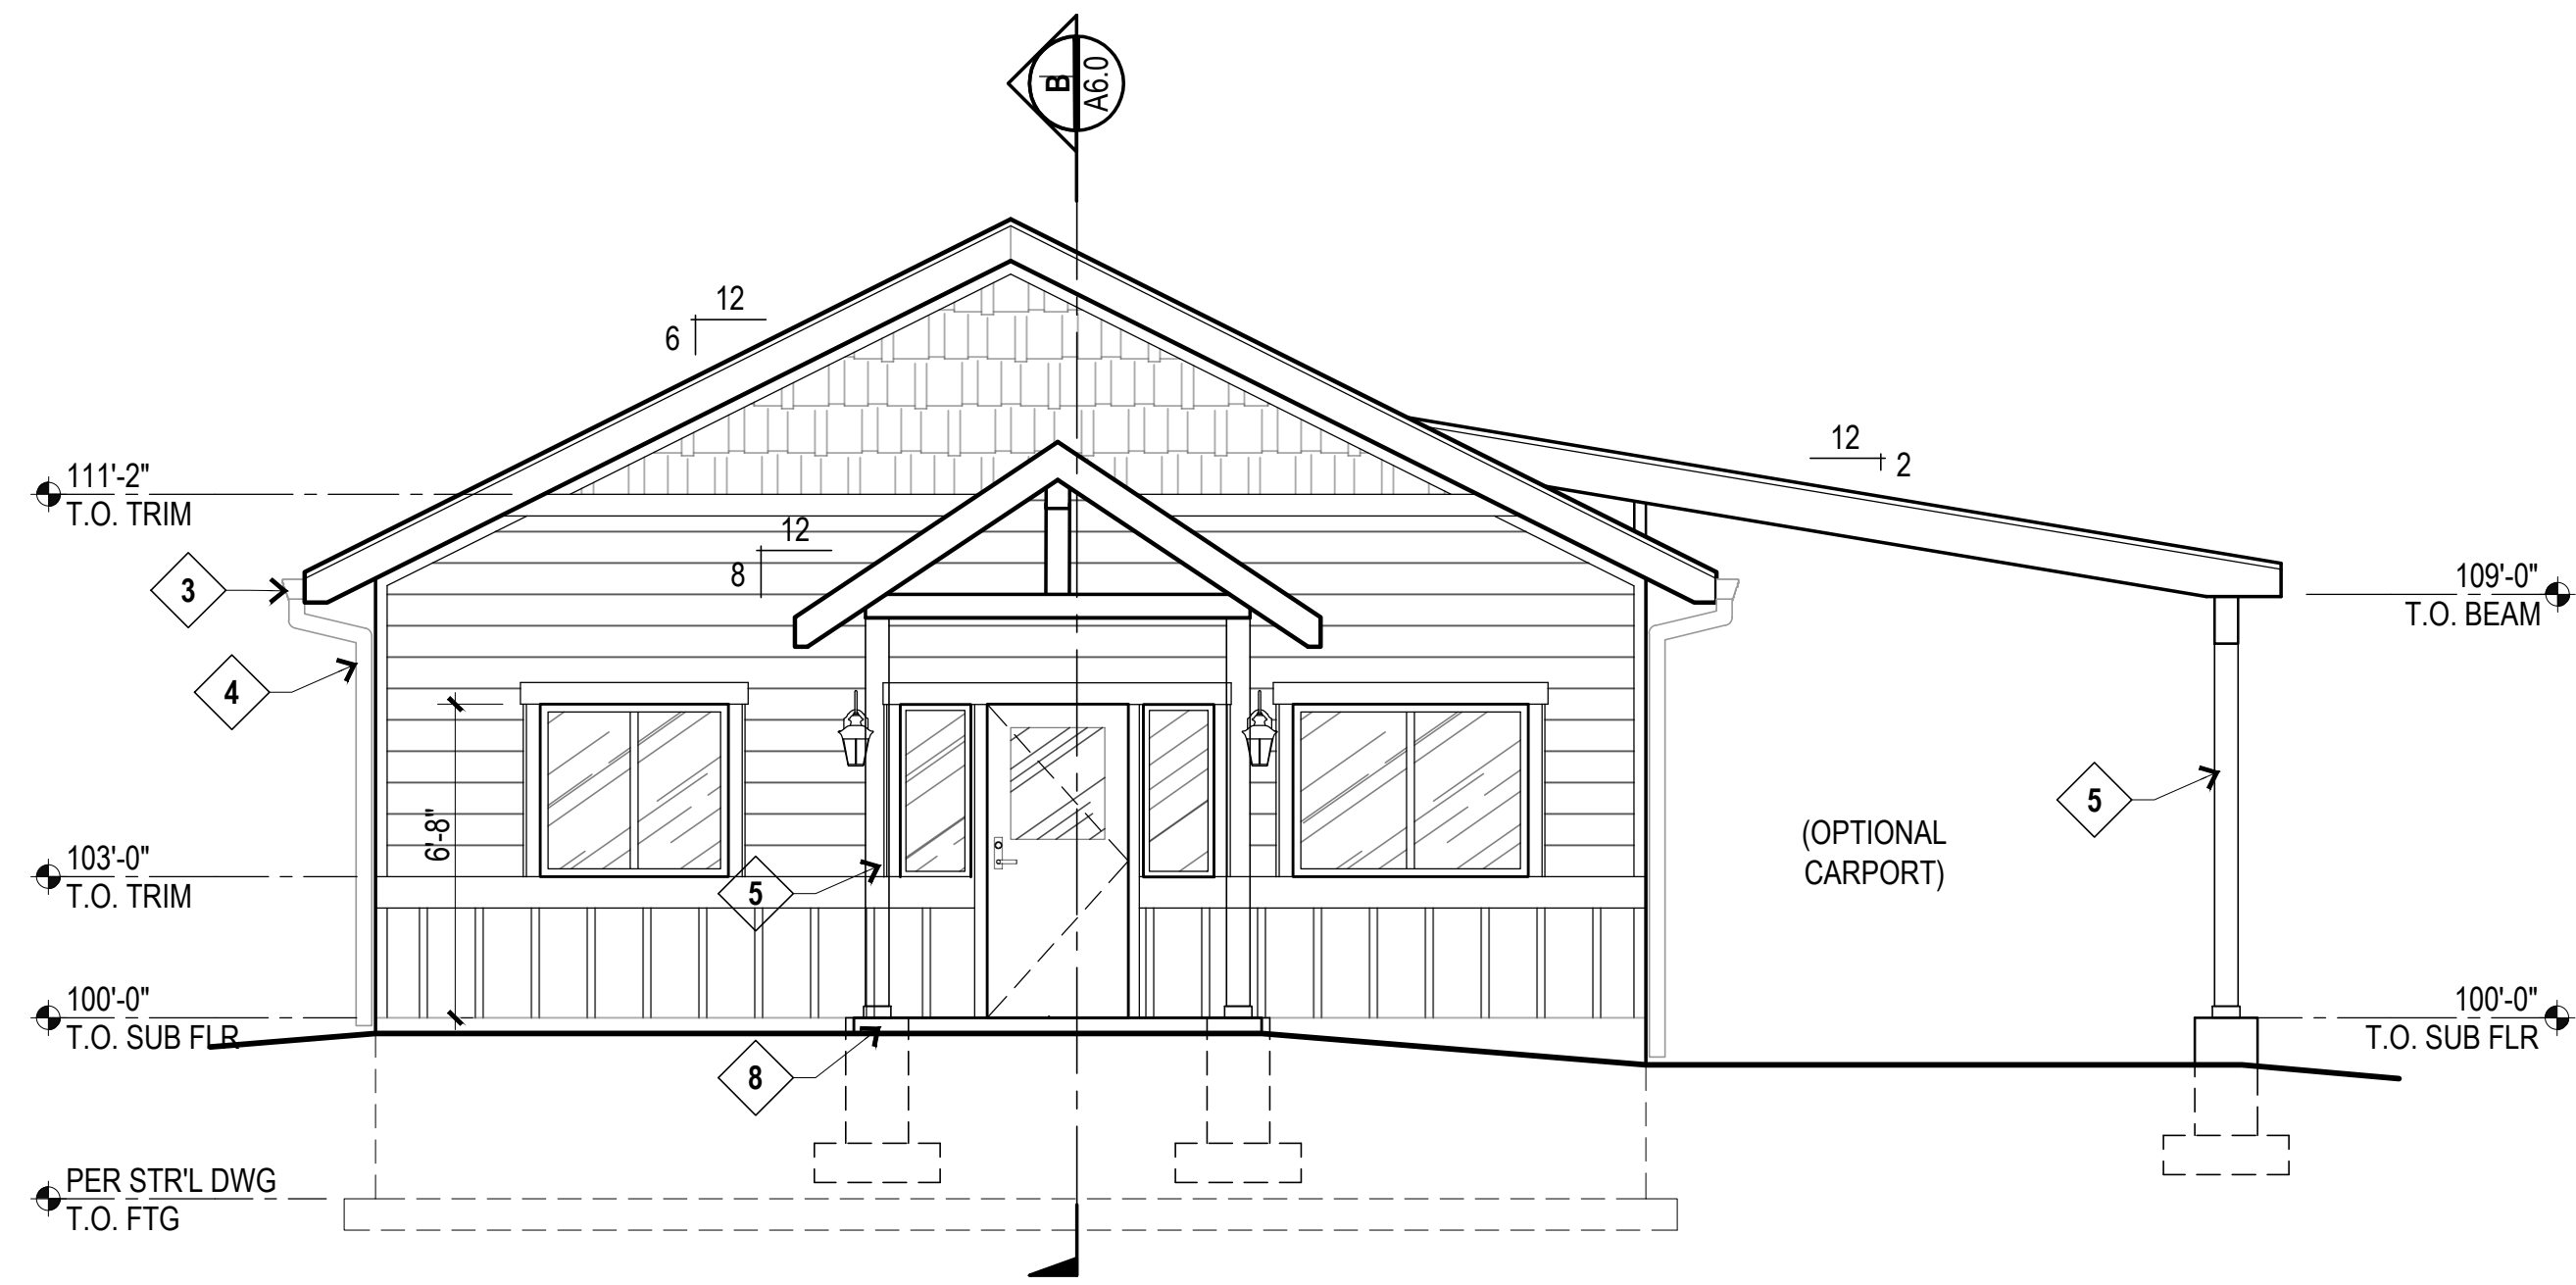 B
A6.0
12
6
12
2
111'-2"
T.O. TRIM
12
8
3
109'-0"
T.O. BEAM
4
5
6'-8"
(OPTIONAL
CARPORT)
103'-0"
T.O. TRIM
5
100'-0"
T.O. SUB FLR
100'-0"
T.O. SUB FLR
8
PER STR'L DWG
T.O. FTG